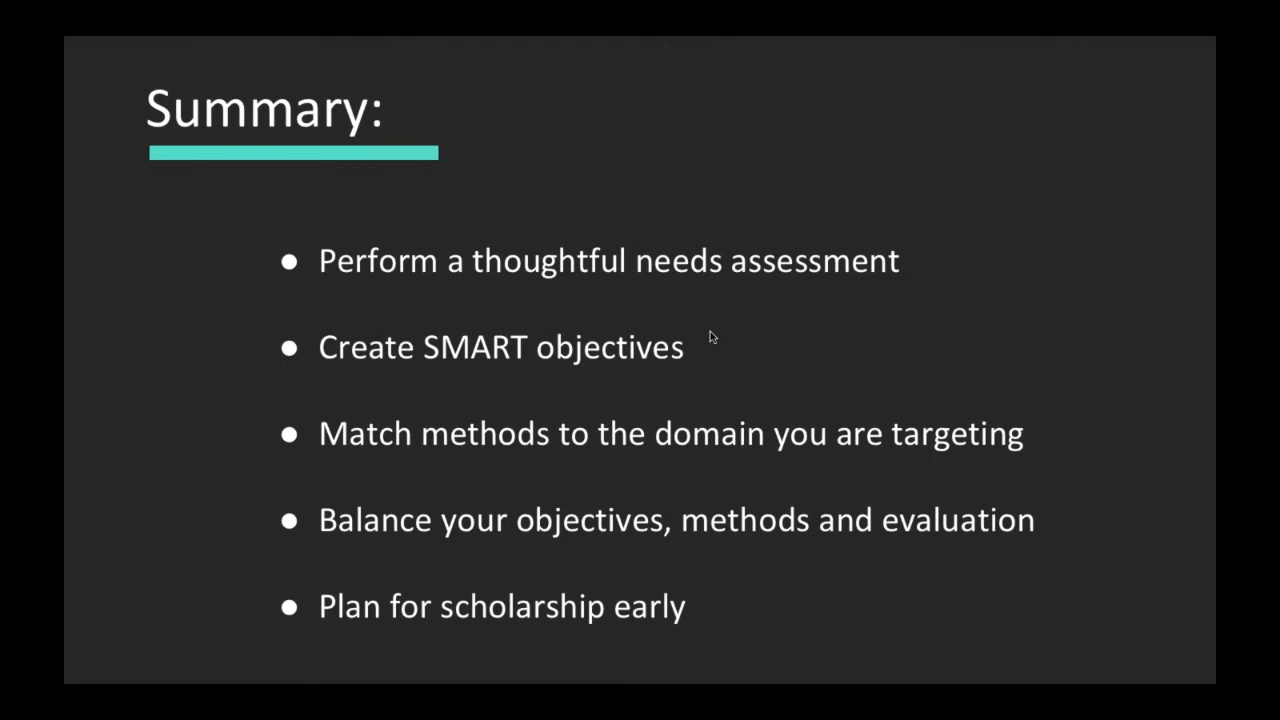 Summary:
● Perform a thoughtful needs assessment
● Create SMART objectives
● Match methods to the domain you are targeting
● Balance your objectives, methods and evaluation
● Plan for scholarship early